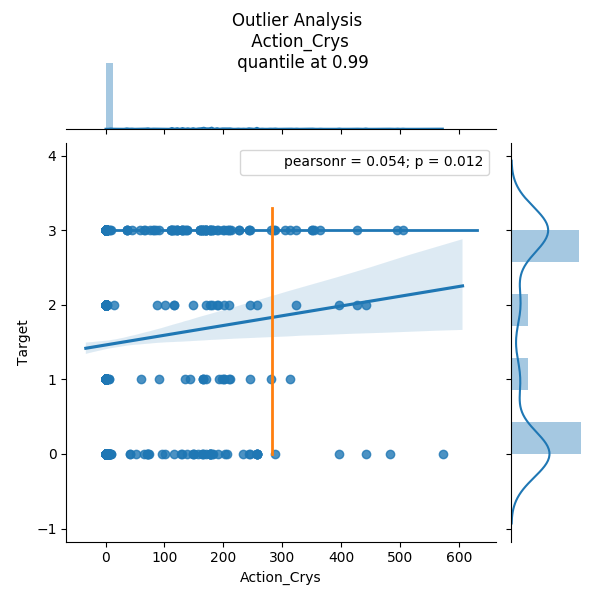 Outlier Analysis
Action_Crys
quantile at 0.99
pearsonr = 0.054; p = 0.012
4
3
2
1
0
−1
Target
0 100 200 300 400 500 600
Action_Crys